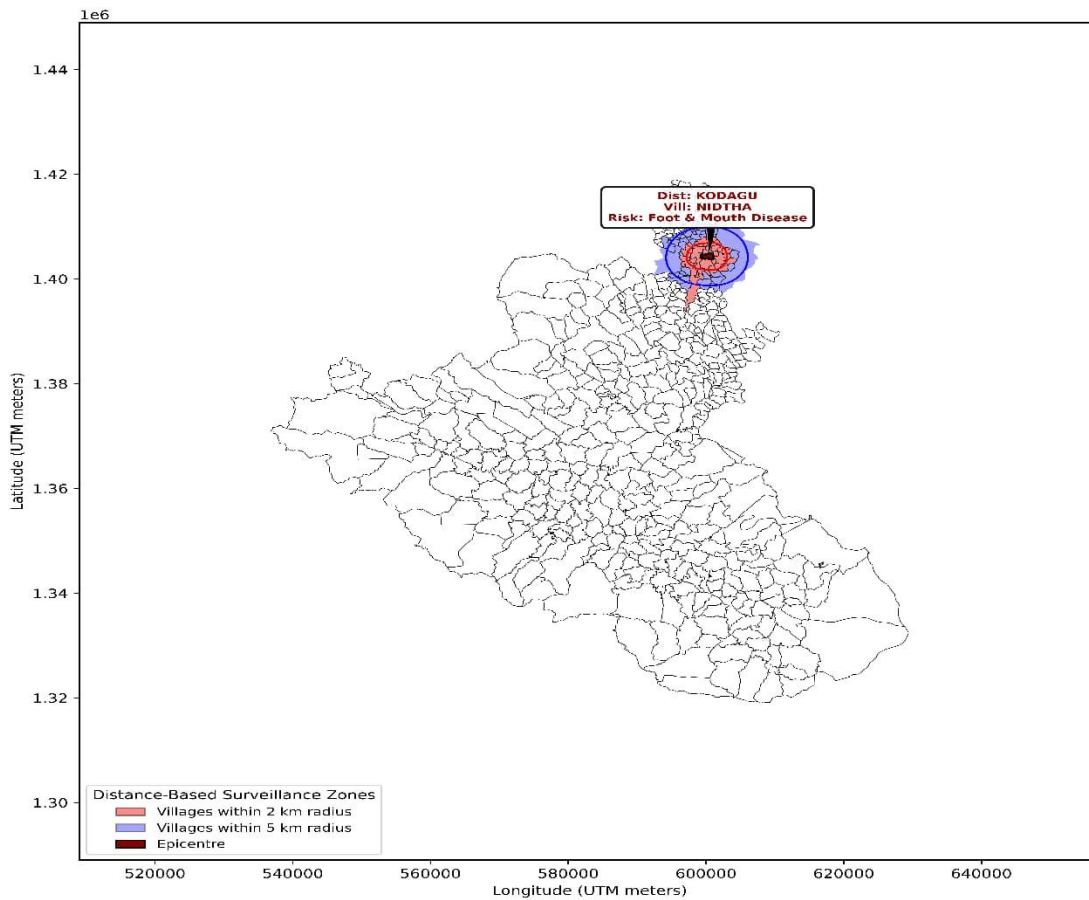 1e6
1.44
1.42
1.40
1.38
1.36
1.34
1.32
1.30
Latitude (UTM meters)
Dist: KODAGU
Vill: NIDTHA
Risk: Foot & Mouth Disease
Distance-Based Surveillance Zones
Villages within 2 km radius
Villages within 5 km radius
Epicentre
520000 540000 560000 580000 600000 620000 640000
Longitude (UTM meters)